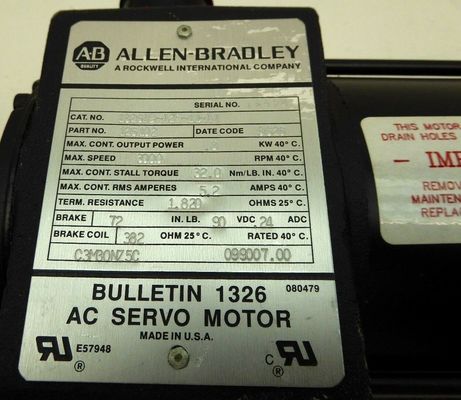 A-B
QUALITY
ALLEN-BRADLEY
A ROCKWELL INTERNATIONAL COMPANY
SERIAL NO.
CAT. NO.
PART NO. DATE CODE
MAX. CONT. OUTPUT POWER KW 40° C.
MAX. SPEED 3000 RPM 40° C.
MAX. CONT. STALL TORQUE 32.0 Nm/LB. IN. 40° C.
MAX. CONT. RMS AMPERES 5.2 AMPS 40° C.
TERM. RESISTANCE 1.820 OHMS 25° C.
BRAKE 72 IN. LB. 90 VDC .24 ADC
BRAKE COIL 382 OHM 25° C. RATED 40° C.
C3M30NZ5C 099007.00
BULLETIN 1326 080479
AC SERVO MOTOR
MADE IN U.S.A.
E57948
®
C
®
THIS MOTOR
DRAIN HOLES
- IMP
REMOV
MAINTEN
REPLA